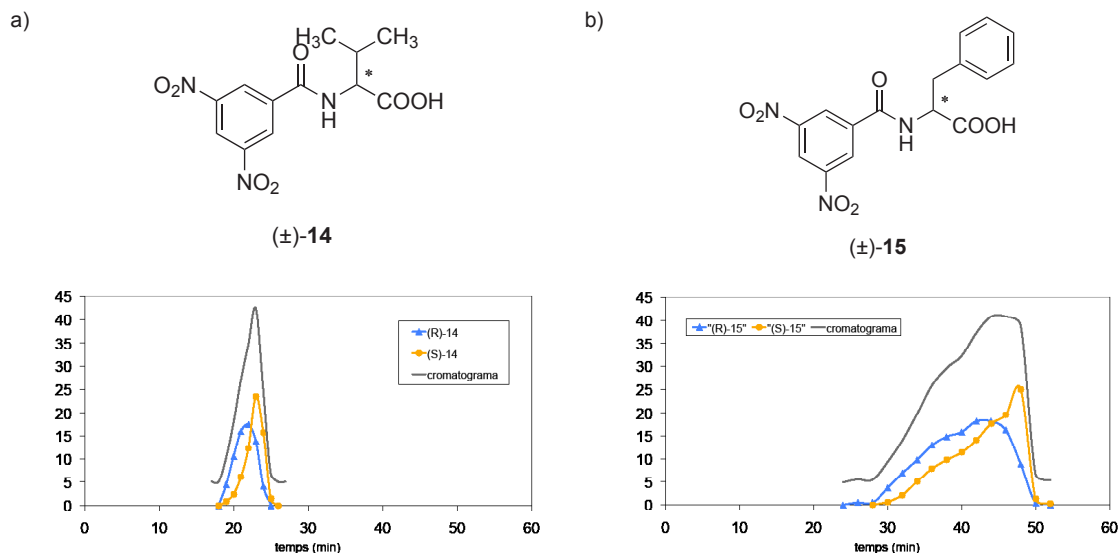 a)
H₃C CH₃
O
*
O₂N
N
H
COOH
NO₂
(±)-14
b)
O
*
O₂N
N
H
COOH
NO₂
(±)-15
45
40
35
30
25
20
15
10
5
0
0 10 20 30 40 50 60
temps (min)
(R)-14
(S)-14
cromatograma
45
40
35
30
25
20
15
10
5
0
0 10 20 30 40 50 60
temps (min)
"(R)-15" "(S)-15" cromatograma